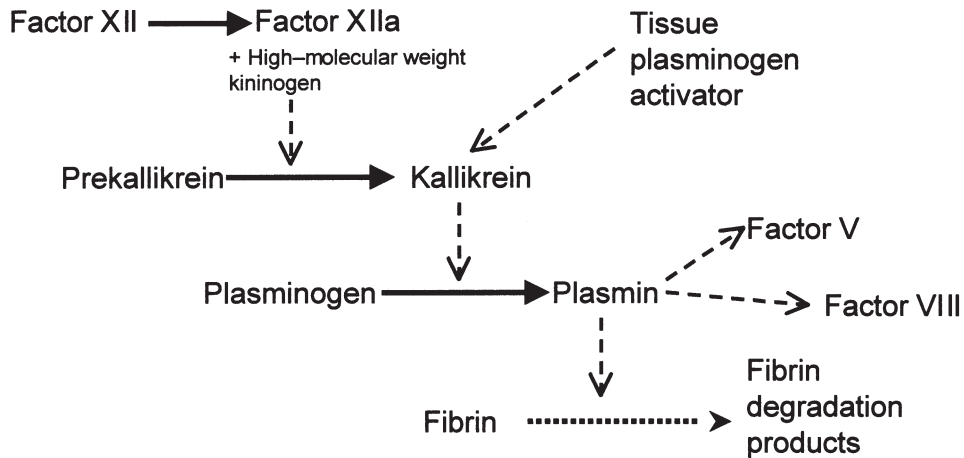 Factor XII
Factor XIIa
+ High–molecular weight
kininogen
Tissue
plasminogen
activator
Prekallikrein
Kallikrein
Factor V
Plasminogen
Plasmin
Factor VIII
Fibrin
Fibrin
degradation
products